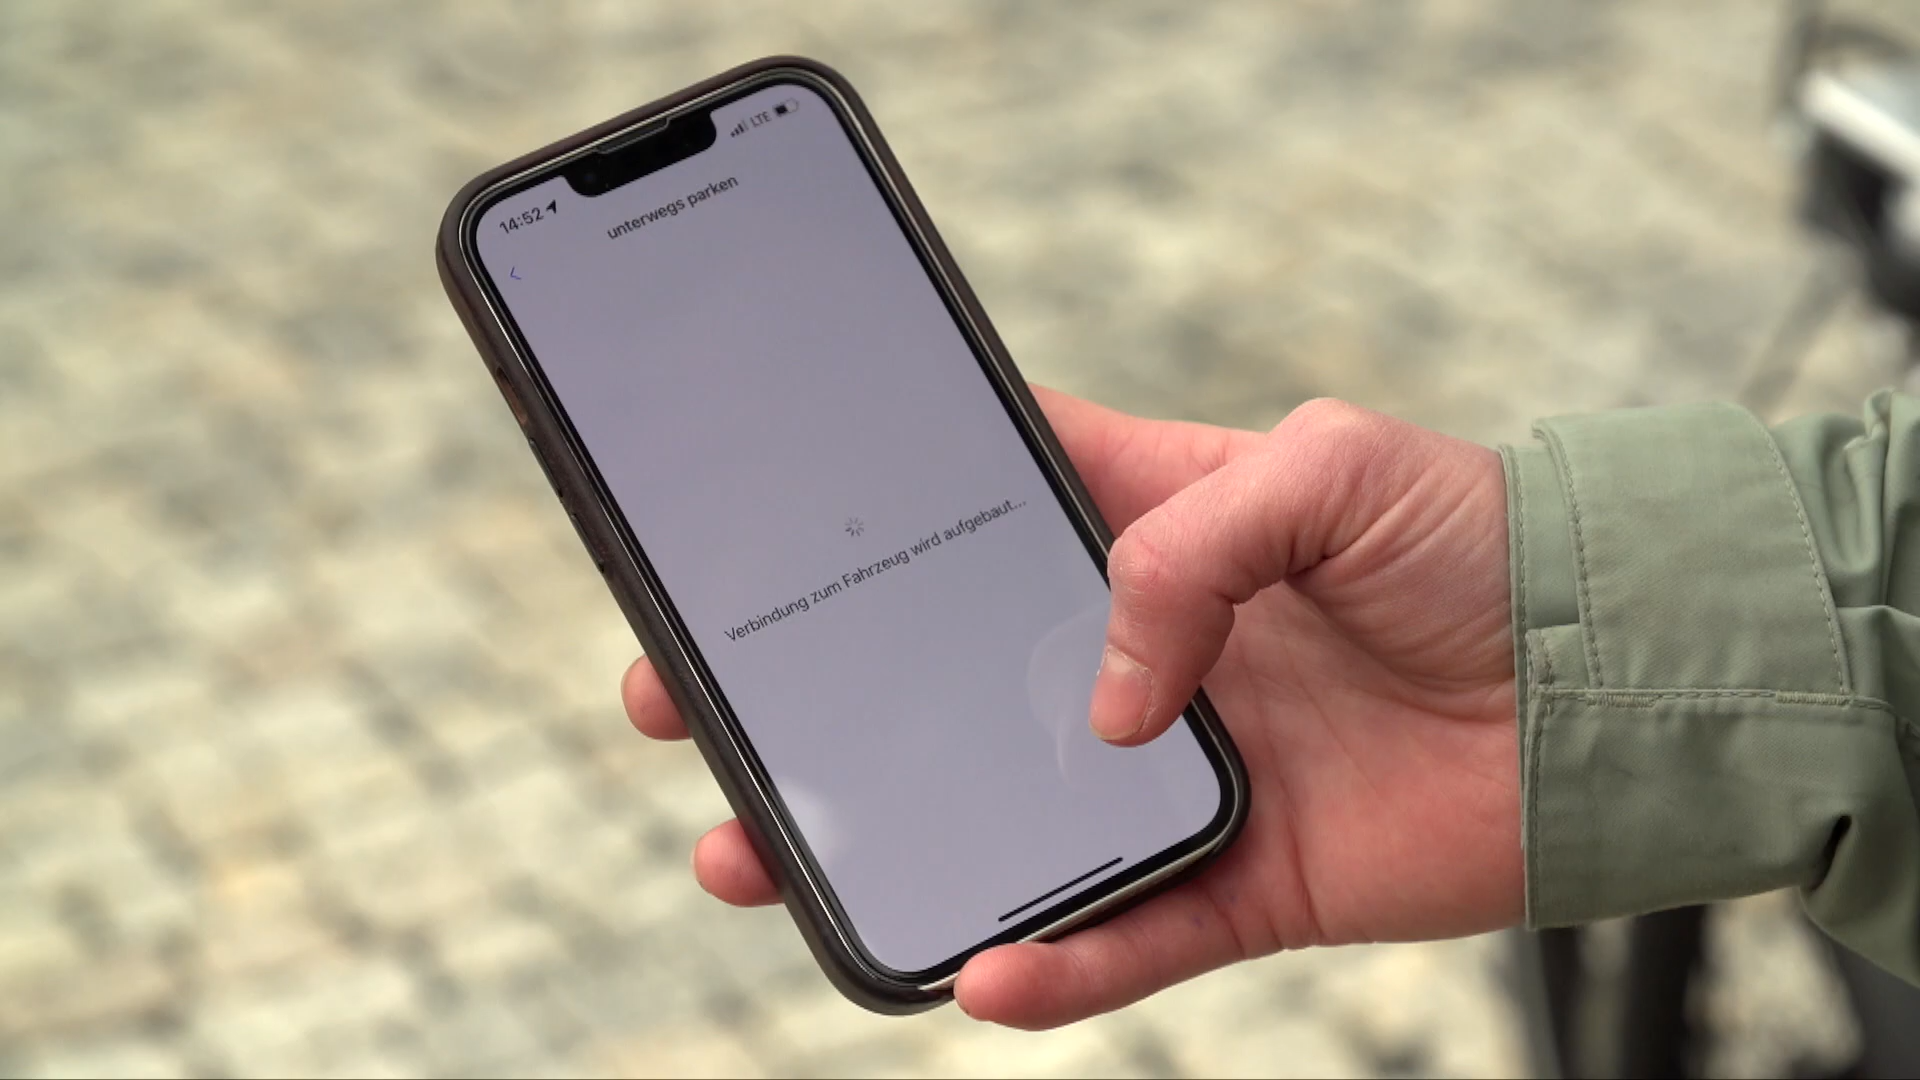 14:52
LTE
unterwegs parken
Verbindung zum Fahrzeug wird aufgebaut...